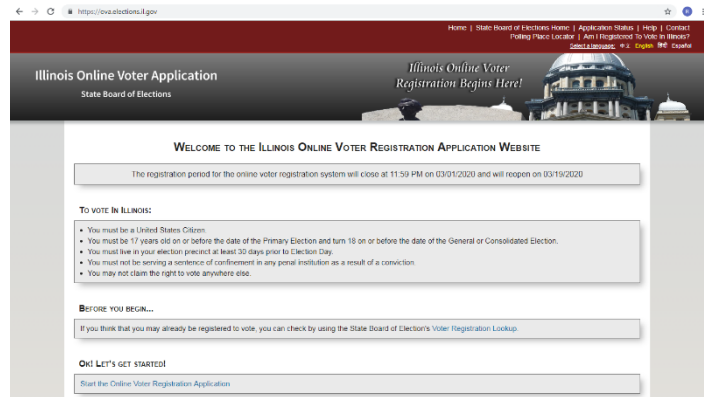 https://ova.elections.il.gov
Home | State Board of Elections Home | Application Status | Help | Contact
Polling Place Locator | Am I Registered To Vote In Illinois?
Select a language: 中文 English हिंदी Español
Illinois Online Voter Application
State Board of Elections
Illinois Online Voter
Registration Begins Here!
Welcome to the Illinois Online Voter Registration Application Website
The registration period for the online voter registration system will close at 11:59 PM on 03/01/2020 and will reopen on 03/19/2020
To vote In Illinois:
• You must be a United States Citizen.
• You must be 17 years old on or before the date of the Primary Election and turn 18 on or before the date of the General or Consolidated Election.
• You must live in your election precinct at least 30 days prior to Election Day.
• You must not be serving a sentence of confinement in any penal institution as a result of a conviction.
• You may not claim the right to vote anywhere else.
Before you begin...
If you think that you may already be registered to vote, you can check by using the State Board of Election's Voter Registration Lookup.
Ok! Let's get started!
Start the Online Voter Registration Application